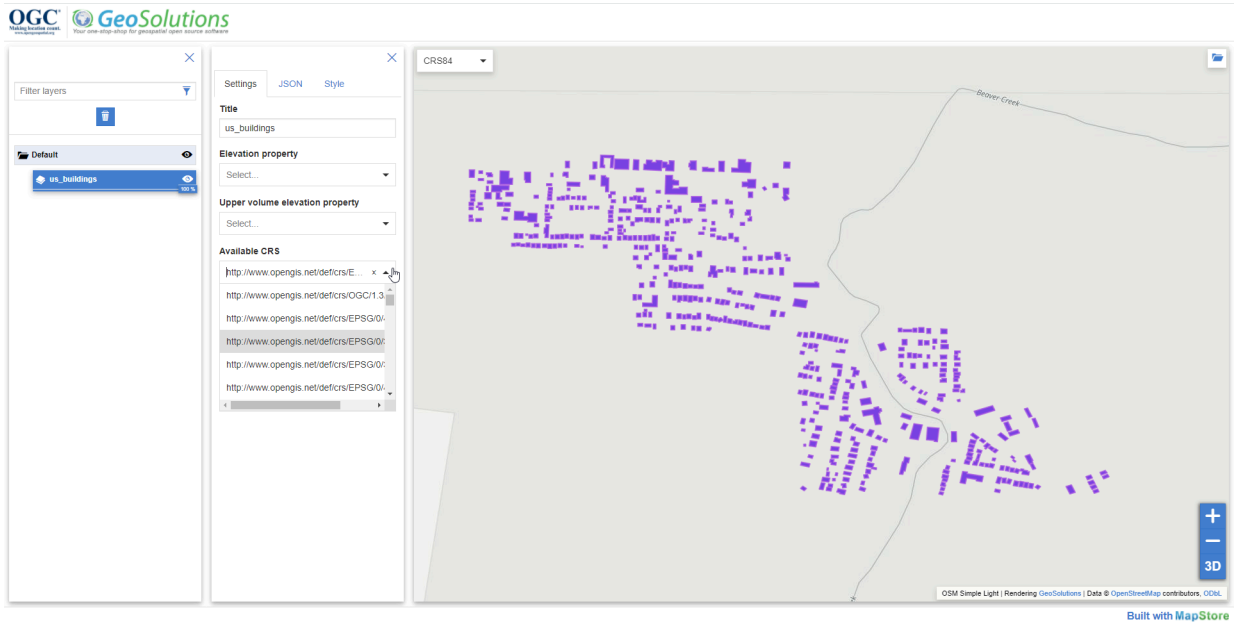 OGC
Making location count.
www.opengeospatial.org
GeoSolutions
Your one-stop-shop for geospatial open source software
Filter layers
Default
us_buildings
100 %
Settings JSON Style
Title
us_buildings
Elevation property
Select...
Upper volume elevation property
Select...
Available CRS
http://www.opengis.net/def/crs/E... x
http://www.opengis.net/def/crs/OGC/1.3
http://www.opengis.net/def/crs/EPSG/0/
http://www.opengis.net/def/crs/EPSG/0/
http://www.opengis.net/def/crs/EPSG/0/
http://www.opengis.net/def/crs/EPSG/0/
CRS84
Beaver Creek
+
−
3D
OSM Simple Light | Rendering GeoSolutions | Data © OpenStreetMap contributors, ODbL
Built with MapStore